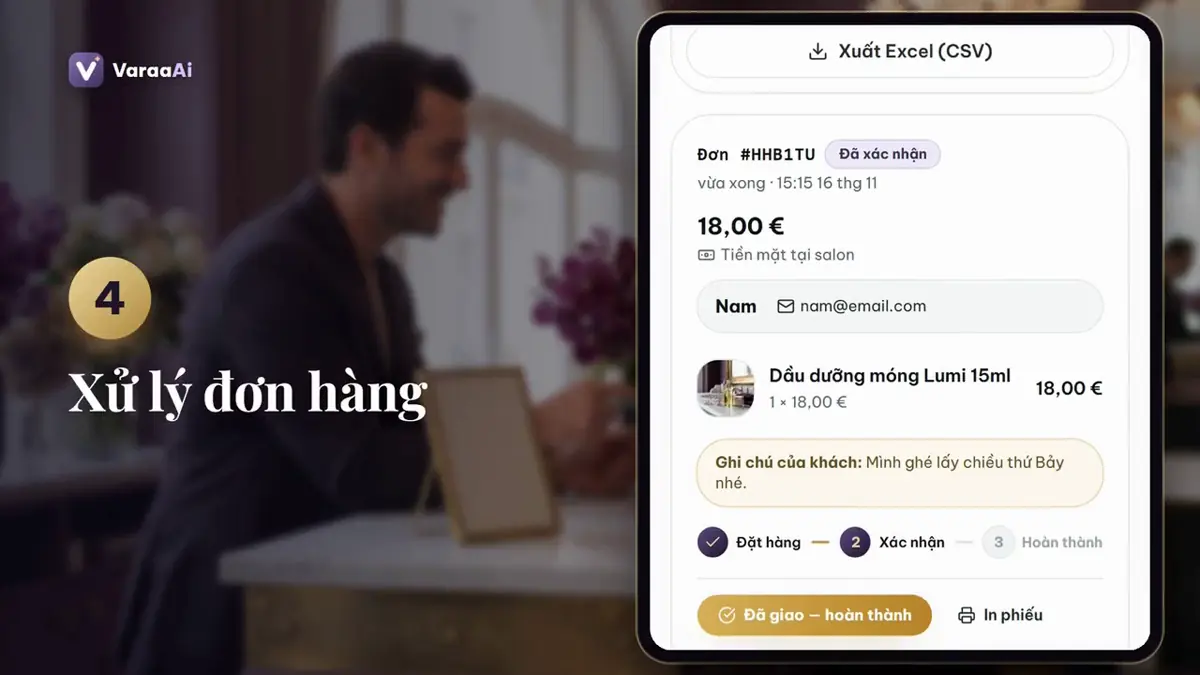 VaraaAi
4
Xử lý đơn hàng
Xuất Excel (CSV)
Đơn #HHB1TU
Đã xác nhận
vừa xong · 15:15 16 thg 11
18,00 €
Tiền mặt tại salon
Nam
nam@email.com
Dầu dưỡng móng Lumi 15ml
1 × 18,00 €
18,00 €
Ghi chú của khách: Mình ghé lấy chiều thứ Bảy
nhé.
Đặt hàng
2
Xác nhận
3
Hoàn thành
Đã giao — hoàn thành
In phiếu